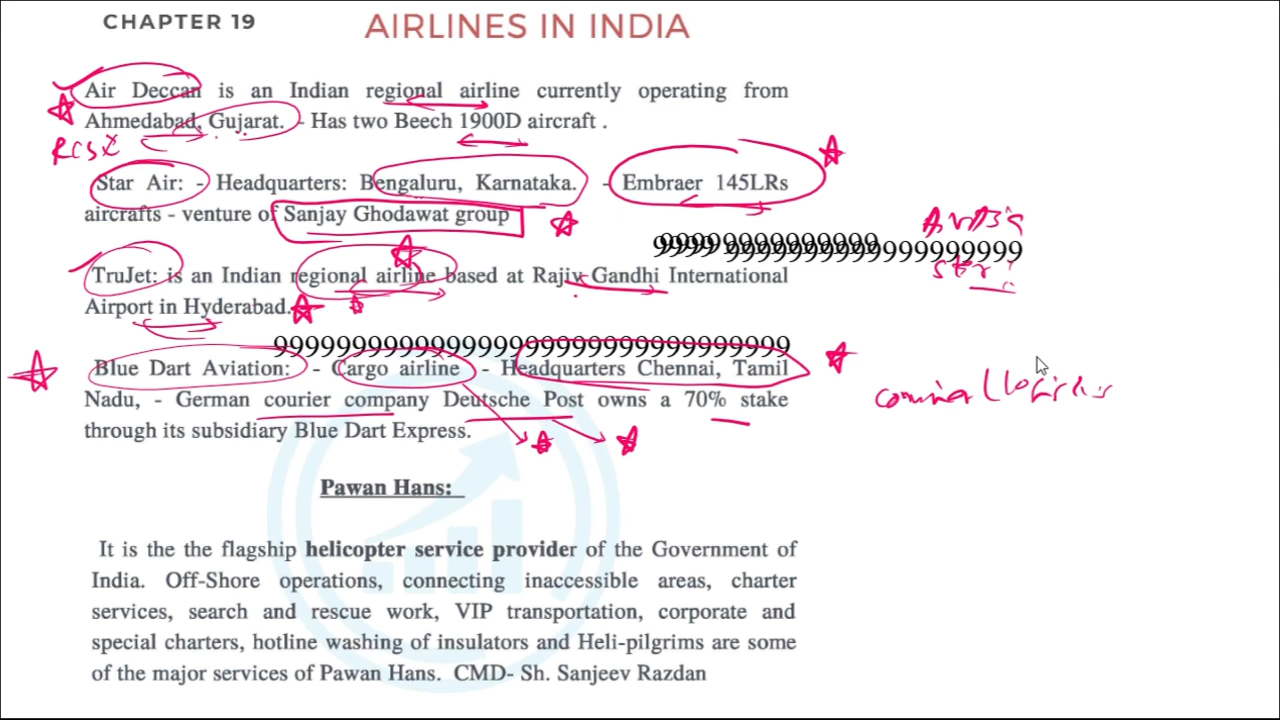 CHAPTER 19
AIRLINES IN INDIA
Air Deccan is an Indian regional airline currently operating from
Ahmedabad, Gujarat. - Has two Beech 1900D aircraft .
Star Air: - Headquarters: Bengaluru, Karnataka. - Embraer 145LRs
aircrafts - venture of Sanjay Ghodawat group
TruJet: is an Indian regional airline based at Rajiv Gandhi International
Airport in Hyderabad.
Blue Dart Aviation: - Cargo airline - Headquarters Chennai, Tamil
Nadu, - German courier company Deutsche Post owns a 70% stake
through its subsidiary Blue Dart Express.
Pawan Hans:
It is the the flagship helicopter service provider of the Government of
India. Off-Shore operations, connecting inaccessible areas, charter
services, search and rescue work, VIP transportation, corporate and
special charters, hotline washing of insulators and Heli-pilgrims are some
of the major services of Pawan Hans. CMD- Sh. Sanjeev Razdan